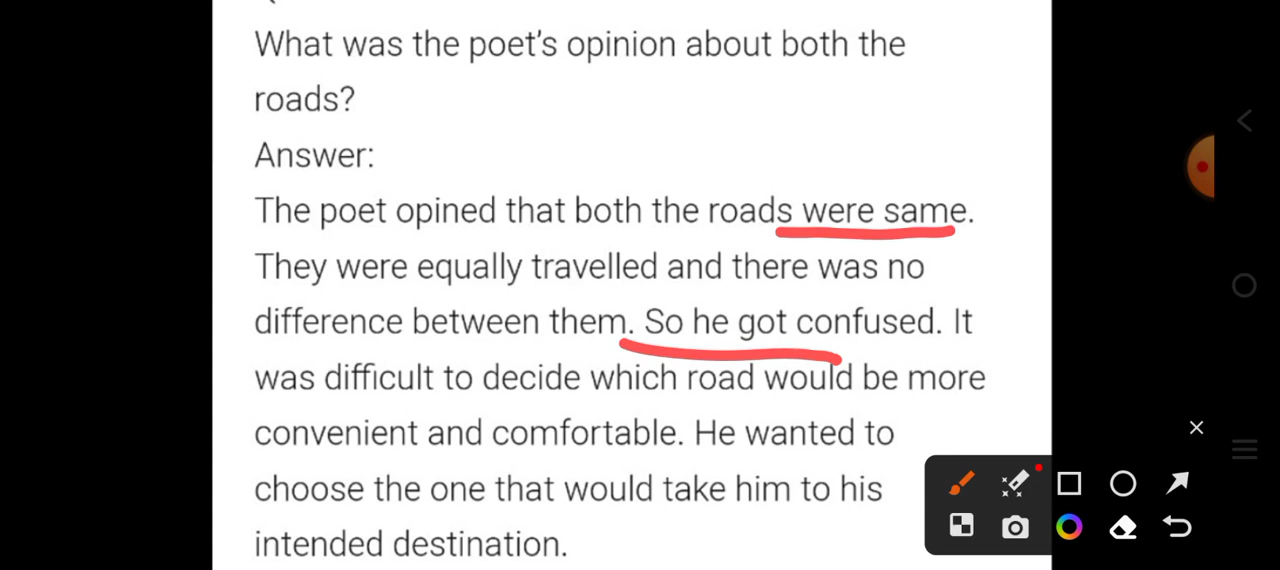 What was the poet's opinion about both the
roads?
Answer:
The poet opined that both the roads were same.
They were equally travelled and there was no
difference between them. So he got confused. It
was difficult to decide which road would be more
convenient and comfortable. He wanted to
choose the one that would take him to his
intended destination.